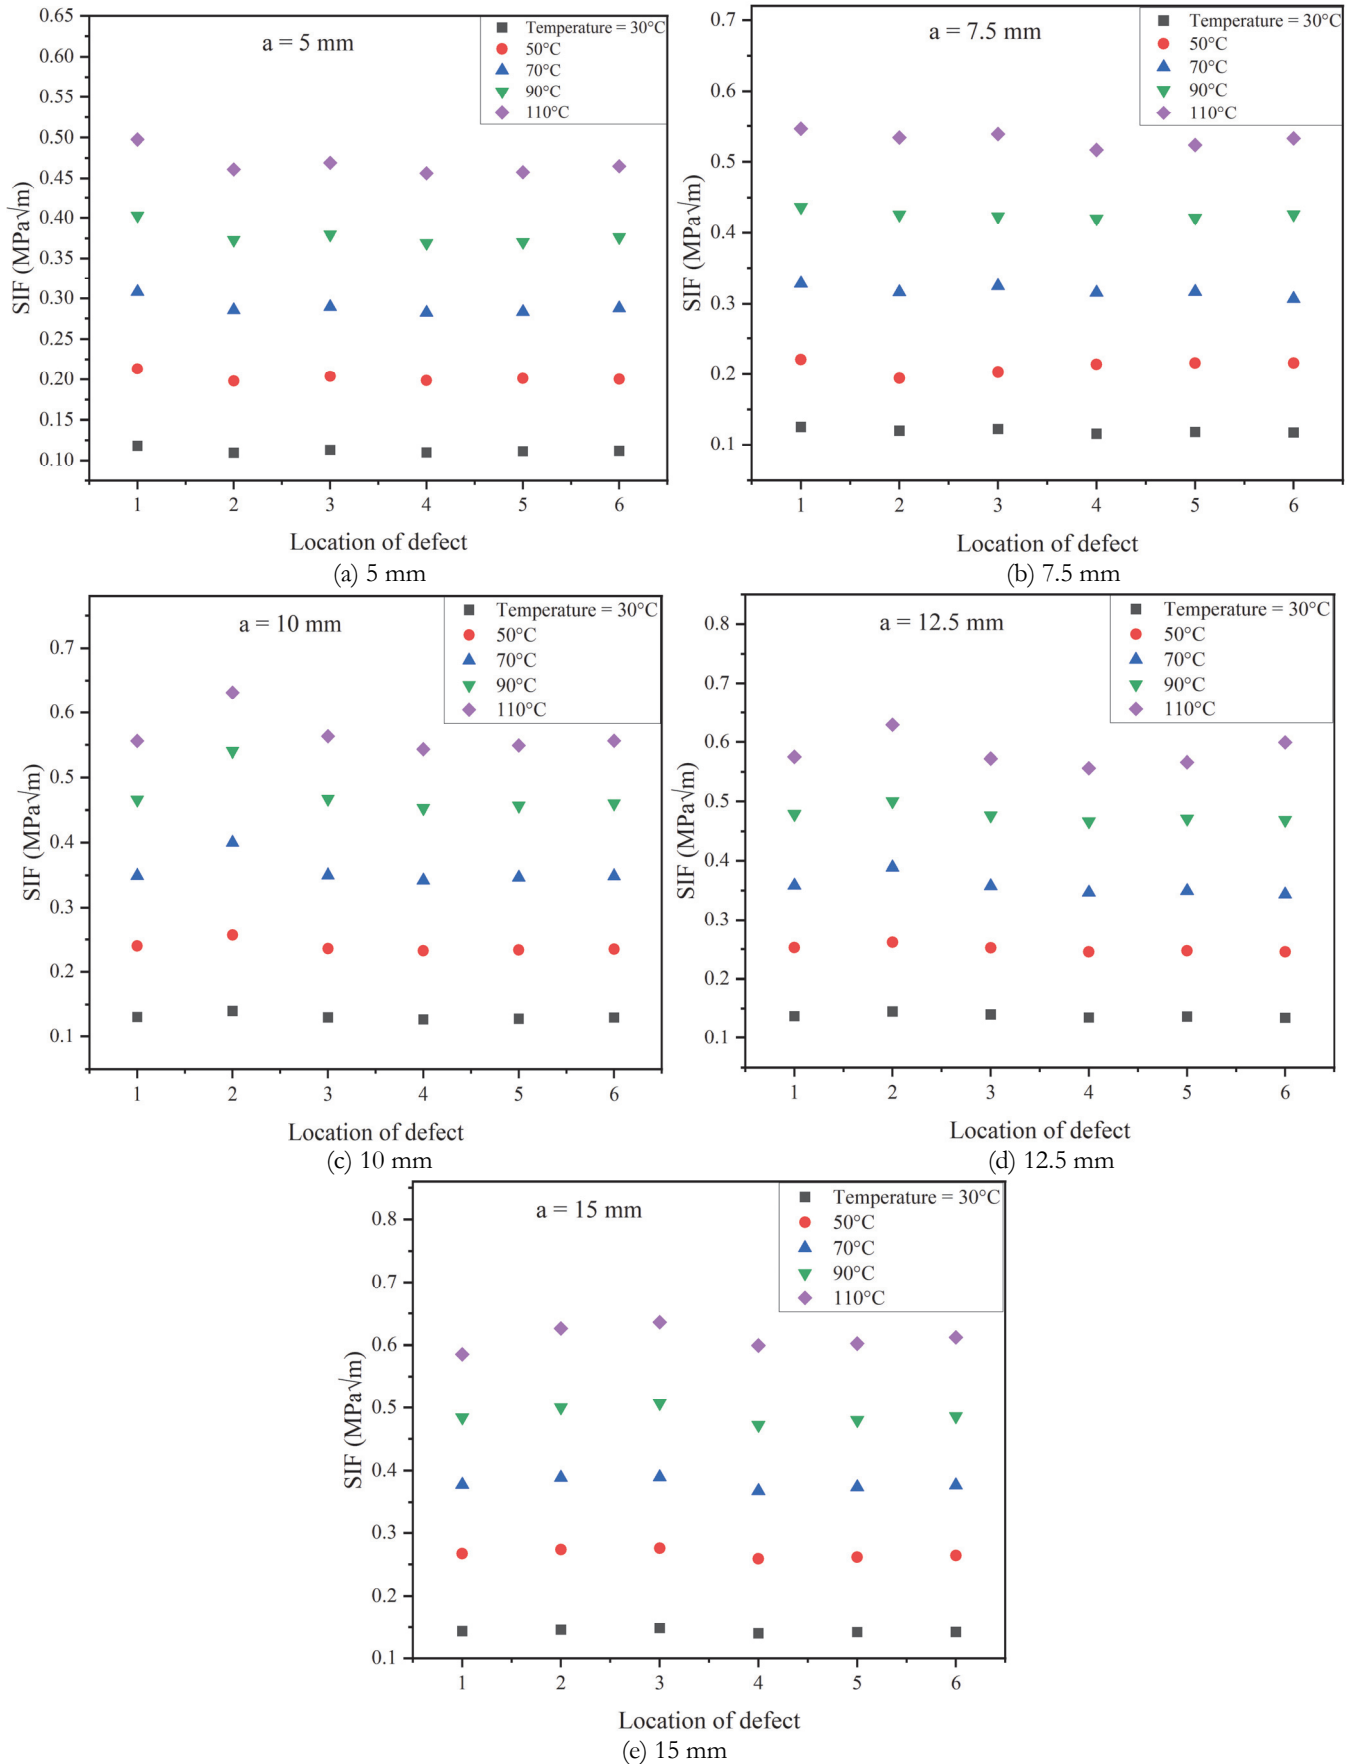 a = 5 mm
Temperature = 30°C
50°C
70°C
90°C
110°C
0.65
0.60
0.55
0.50
0.45
0.40
0.35
0.30
0.25
0.20
0.15
0.10
SIF (MPa√m)
1 2 3 4 5 6
Location of defect
(a) 5 mm
a = 7.5 mm
Temperature = 30°C
50°C
70°C
90°C
110°C
0.7
0.6
0.5
0.4
0.3
0.2
0.1
SIF (MPa√m)
1 2 3 4 5 6
Location of defect
(b) 7.5 mm
a = 10 mm
Temperature = 30°C
50°C
70°C
90°C
110°C
0.7
0.6
0.5
0.4
0.3
0.2
0.1
SIF (MPa√m)
1 2 3 4 5 6
Location of defect
(c) 10 mm
a = 12.5 mm
Temperature = 30°C
50°C
70°C
90°C
110°C
0.8
0.7
0.6
0.5
0.4
0.3
0.2
0.1
SIF (MPa√m)
1 2 3 4 5 6
Location of defect
(d) 12.5 mm
a = 15 mm
Temperature = 30°C
50°C
70°C
90°C
110°C
0.8
0.7
0.6
0.5
0.4
0.3
0.2
0.1
SIF (MPa√m)
1 2 3 4 5 6
Location of defect
(e) 15 mm